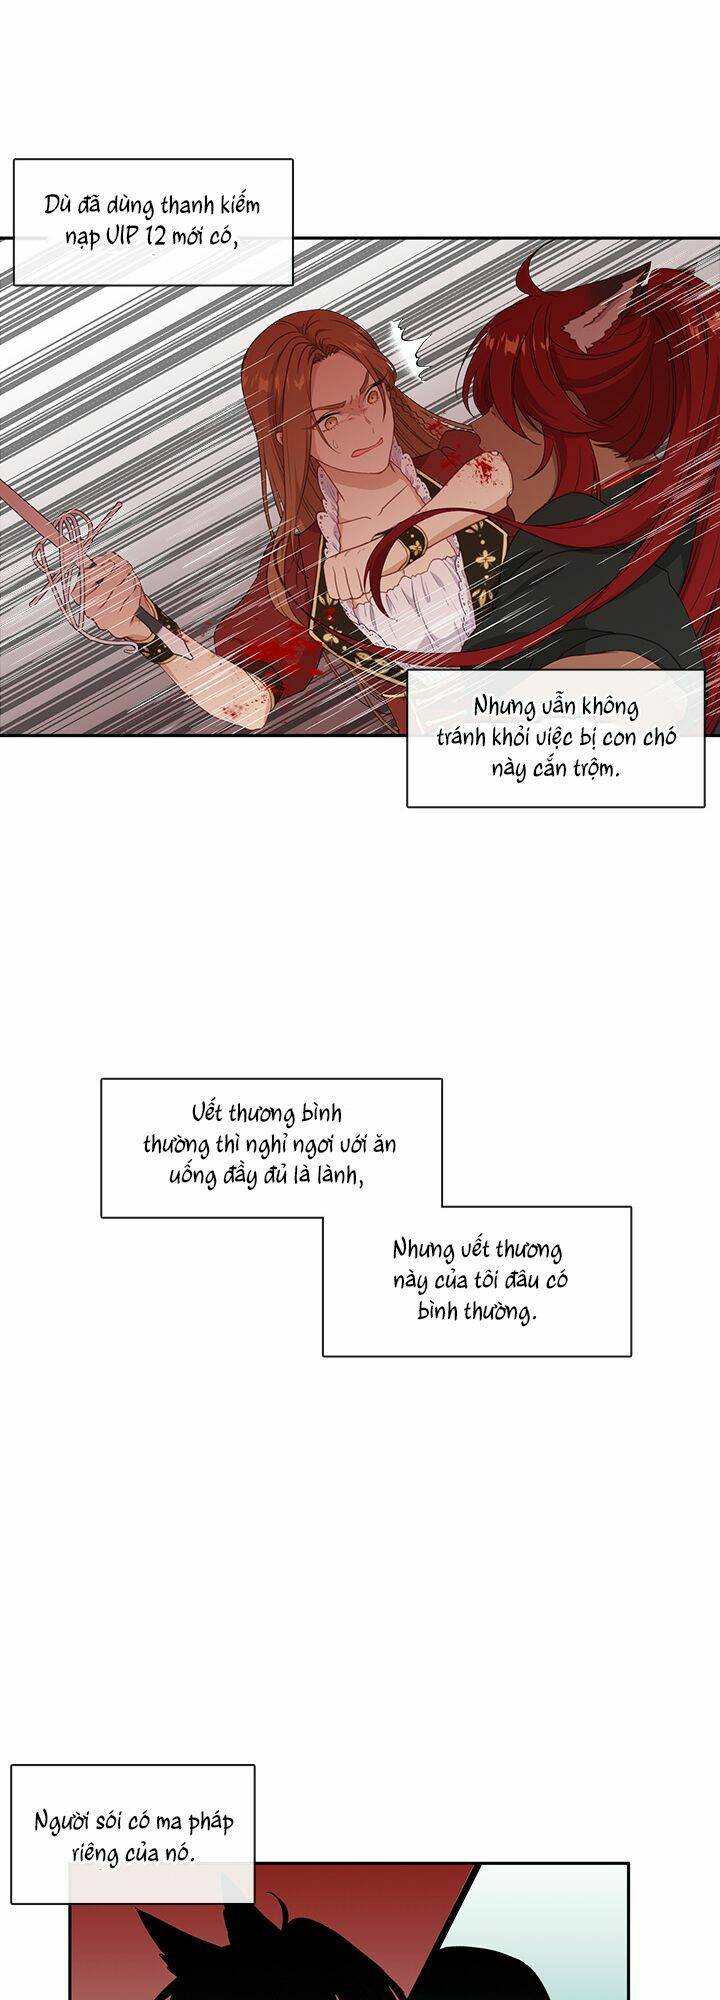 Dù đã dùng thanh kiếm
nạp VIP 12 mới có,
Nhưng vẫn không
tránh khỏi việc bị con chó
này cắn trộm.
Vết thương bình
thường thì nghỉ ngơi với ăn
uống đầy đủ là lành,
Nhưng vết thương
này của tôi đâu có
bình thường.
Người sói có ma pháp
riêng của nó.